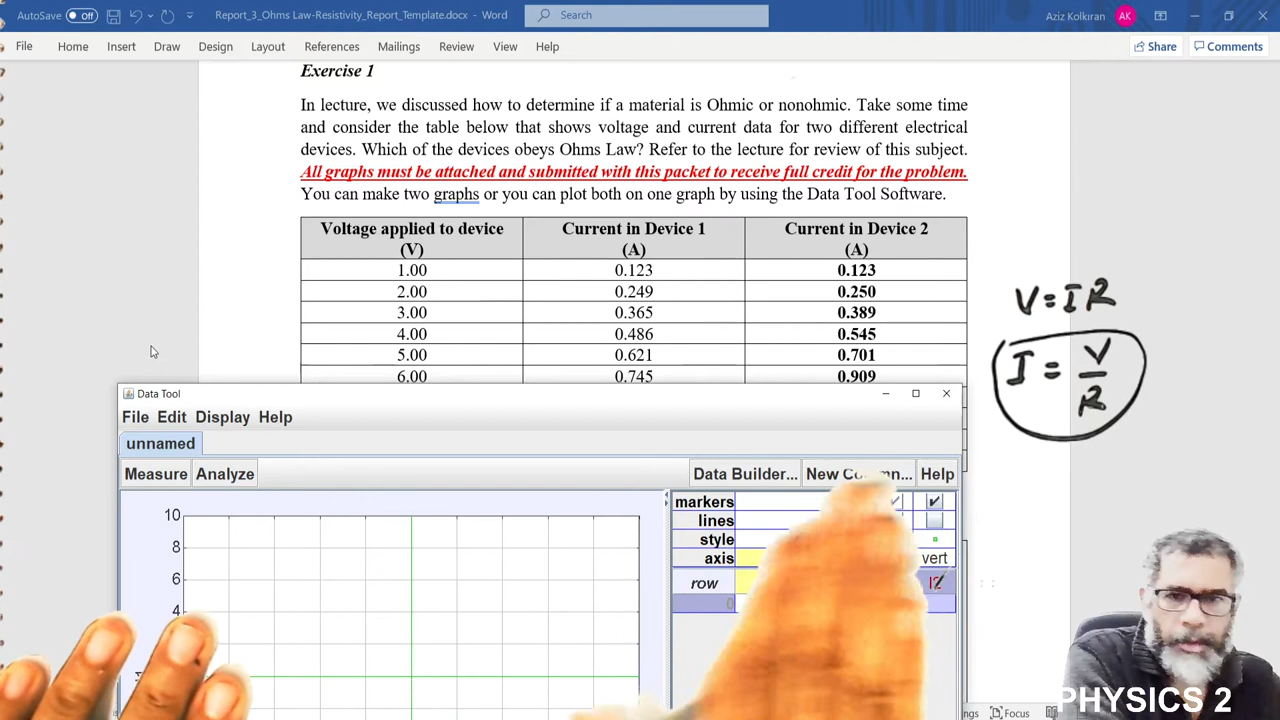 AutoSave Off Report_3_Ohms Law-Resistivity_Report_Template.docx - Word Search Aziz Kolkıran AK
File Home Insert Draw Design Layout References Mailings Review View Help Share Comments
Exercise 1
In lecture, we discussed how to determine if a material is Ohmic or nonohmic. Take some time
and consider the table below that shows voltage and current data for two different electrical
devices. Which of the devices obeys Ohms Law? Refer to the lecture for review of this subject.
All graphs must be attached and submitted with this packet to receive full credit for the problem.
You can make two graphs or you can plot both on one graph by using the Data Tool Software.
Voltage applied to device (V) Current in Device 1 (A) Current in Device 2 (A)
1.00 0.123 0.123
2.00 0.249 0.250
3.00 0.365 0.389
4.00 0.486 0.545
5.00 0.621 0.701
6.00 0.745 0.909
V=IR
I = V/R
Data Tool
File Edit Display Help
unnamed
Measure Analyze Data Builder... New Column... Help
markers
lines
style
axis vert
row
0
10
8
6
4
PHYSICS 2
Focus